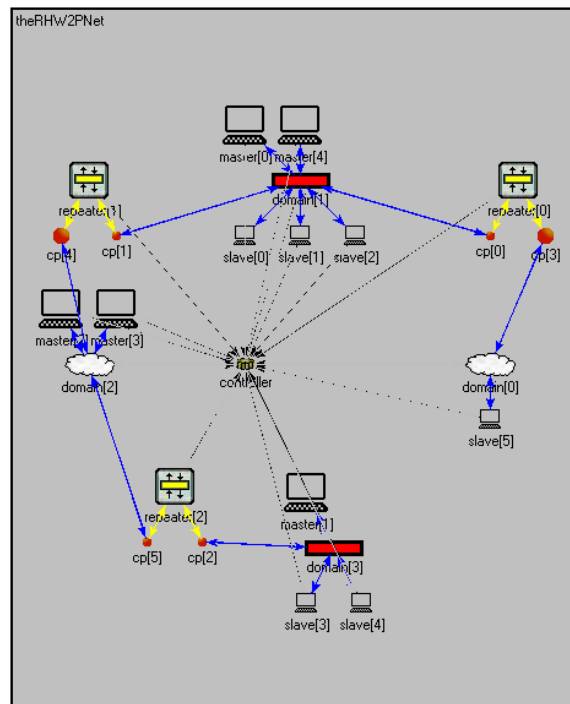 theRHW2PNet
master[0]
master[4]
repeater[1]
domain[1]
repeater[0]
cp[4]
cp[1]
slave[0]
slave[1]
slave[2]
cp[0]
cp[3]
master[3]
domain[2]
controller
domain[0]
slave[5]
repeater[2]
master[1]
cp[5]
cp[2]
domain[3]
slave[3]
slave[4]